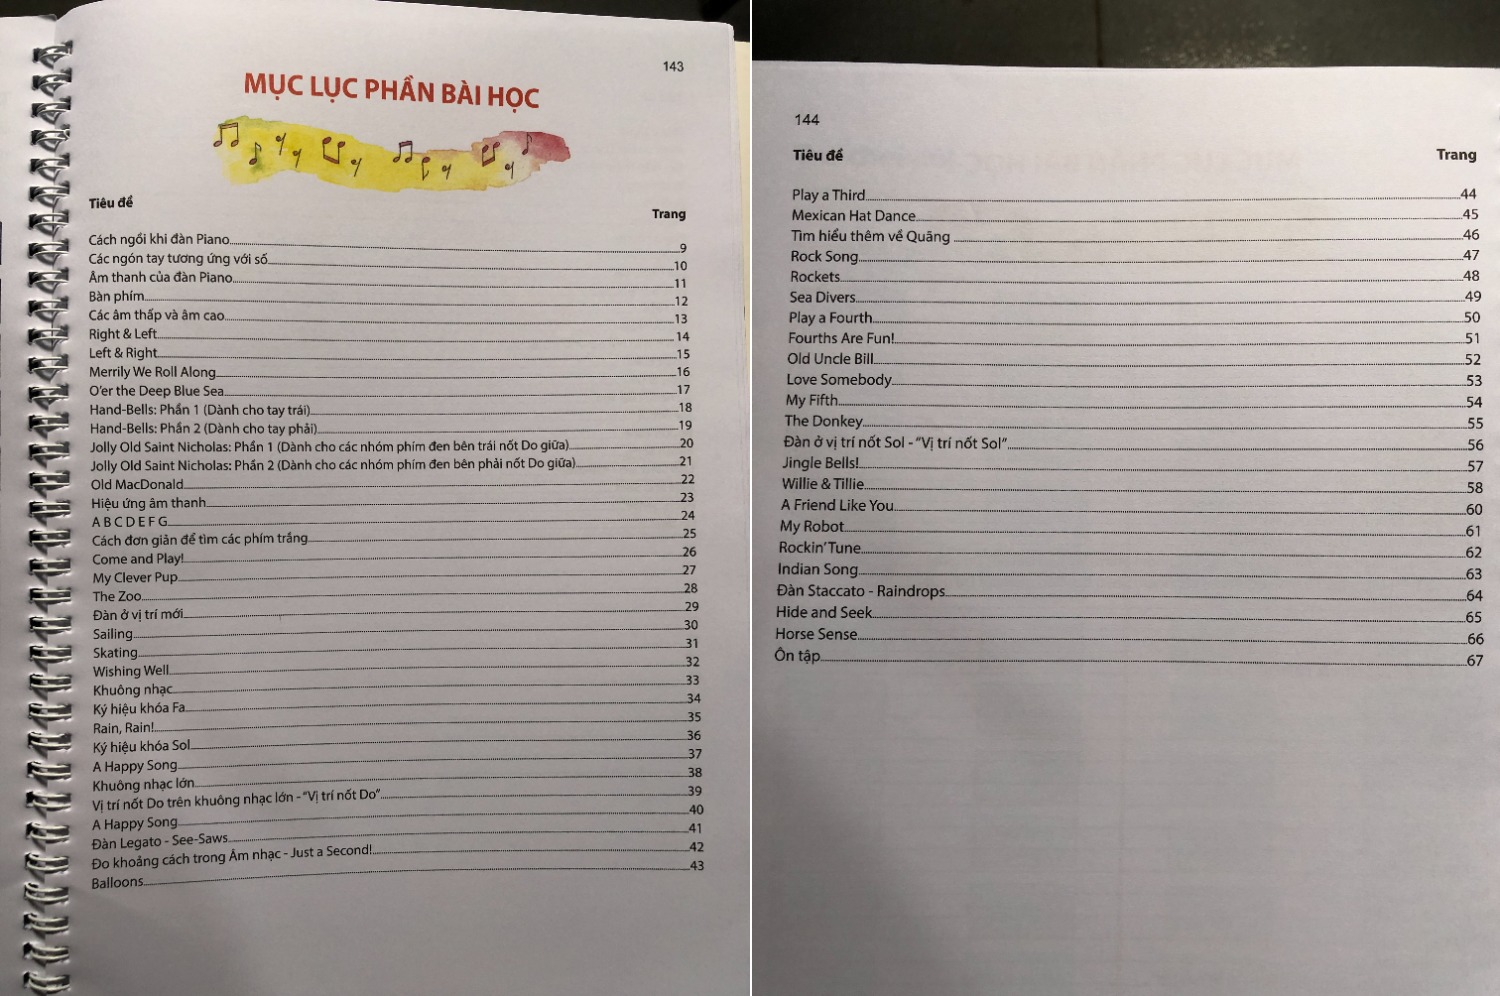 143
MỤC LỤC PHẦN BÀI HỌC
Tiêu đề
Trang
Cách ngồi khi đàn Piano 9
Các ngón tay tương ứng với số 10
Âm thanh của đàn Piano 11
Bàn phím 12
Các âm thấp và âm cao 13
Right & Left 14
Left & Right 15
Merrily We Roll Along 16
O'er the Deep Blue Sea 17
Hand-Bells: Phần 1 (Dành cho tay trái) 18
Hand-Bells: Phần 2 (Dành cho tay phải) 19
Jolly Old Saint Nicholas: Phần 1 (Dành cho các nhóm phím đen bên trái nốt Do giữa) 20
Jolly Old Saint Nicholas: Phần 2 (Dành cho các nhóm phím đen bên phải nốt Do giữa) 21
Old MacDonald 22
Hiệu ứng âm thanh 23
A B C D E F G 24
Cách đơn giản để tìm các phím trắng 25
Come and Play! 26
My Clever Pup 27
The Zoo 28
Đàn ở vị trí mới 29
Sailing 30
Skating 31
Wishing Well 32
Khuông nhạc 33
Ký hiệu khóa Fa 34
Rain, Rain! 35
Ký hiệu khóa Sol 36
A Happy Song 37
Khuông nhạc lớn 38
Vị trí nốt Do trên khuông nhạc lớn - "Vị trí nốt Do" 39
A Happy Song 40
Đàn Legato - See-Saws 41
Đo khoảng cách trong Âm nhạc - Just a Second! 42
Balloons 43
144
Tiêu đề Trang
Play a Third 44
Mexican Hat Dance 45
Tìm hiểu thêm về Quãng 46
Rock Song 47
Rockets 48
Sea Divers 49
Play a Fourth 50
Fourths Are Fun! 51
Old Uncle Bill 52
Love Somebody 53
My Fifth 54
The Donkey 55
Đàn ở vị trí nốt Sol - "Vị trí nốt Sol" 56
Jingle Bells! 57
Willie & Tillie 58
A Friend Like You 60
My Robot 61
Rockin' Tune 62
Indian Song 63
Đàn Staccato - Raindrops 64
Hide and Seek 65
Horse Sense 66
Ôn tập 67